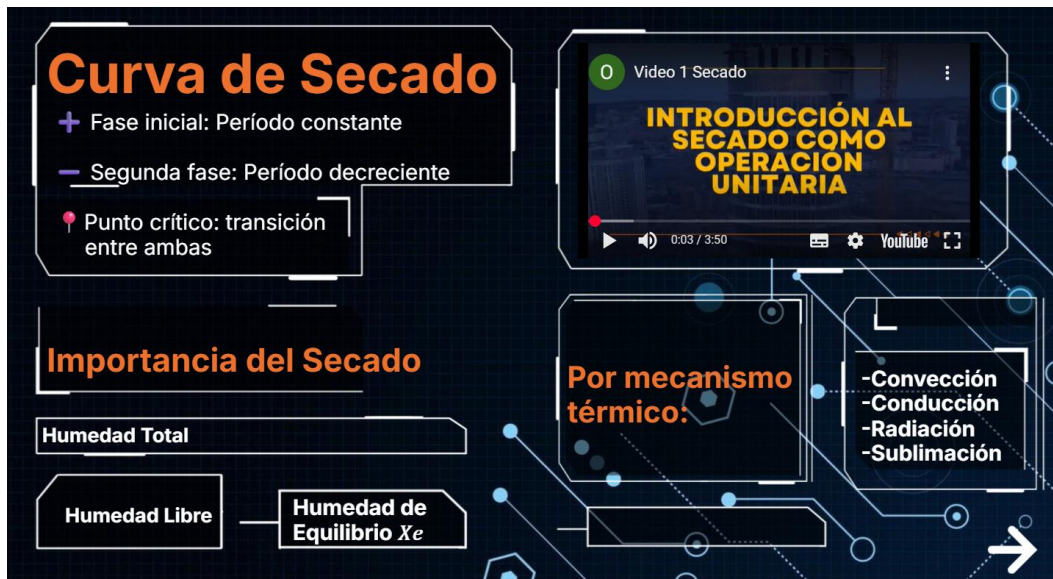 Curva de Secado
➕ Fase inicial: Período constante
➖ Segunda fase: Período decreciente
📍 Punto crítico: transición
entre ambas
O Video 1 Secado
INTRODUCCIÓN AL
SECADO COMO
OPERACIÓN
UNITARIA
0:03 / 3:50
YouTube
Importancia del Secado
Humedad Total
Humedad Libre
Humedad de
Equilibrio Xe
Por mecanismo
térmico:
-Convección
-Conducción
-Radiación
-Sublimación